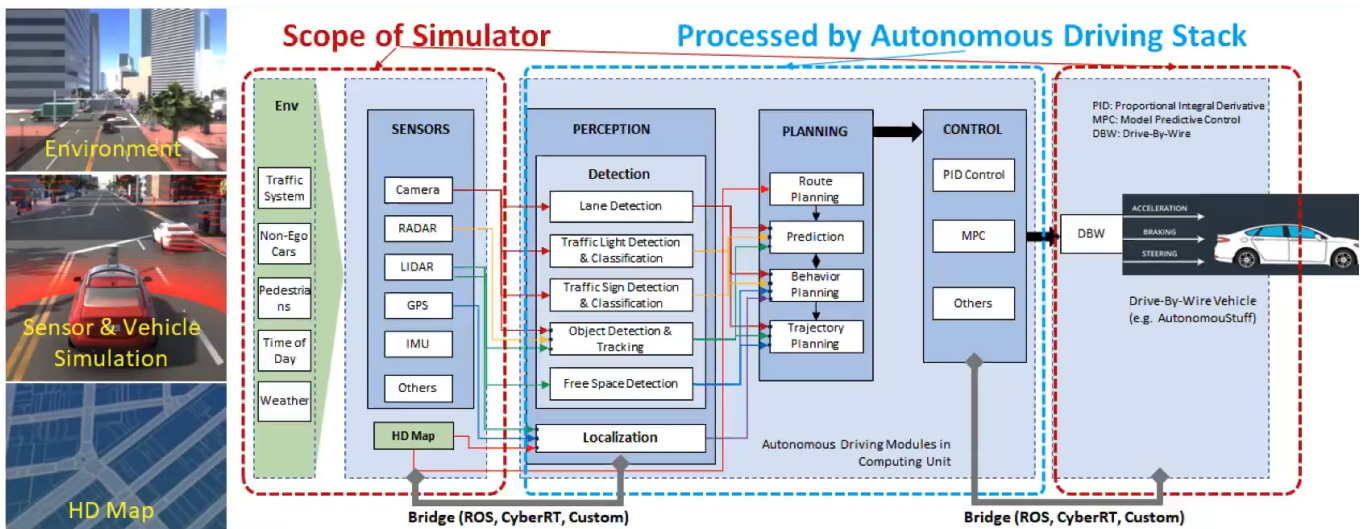 Environment
Sensor & Vehicle
Simulation
HD Map
Scope of Simulator
Processed by Autonomous Driving Stack
Env
Traffic
System
Non-Ego
Cars
Pedestri
ans
Time of
Day
Weather
SENSORS
Camera
RADAR
LIDAR
GPS
IMU
Others
HD Map
PERCEPTION
Detection
Lane Detection
Traffic Light Detection
& Classification
Traffic Sign Detection
& Classification
Object Detection &
Tracking
Free Space Detection
Localization
PLANNING
Route
Planning
Prediction
Behavior
Planning
Trajectory
Planning
CONTROL
PID Control
MPC
Others
Autonomous Driving Modules in
Computing Unit
PID: Proportional Integral Derivative
MPC: Model Predictive Control
DBW: Drive-By-Wire
DBW
ACCELERATION
BRAKING
STEERING
Drive-By-Wire Vehicle
(e.g. AutonomouStuff)
Bridge (ROS, CyberRT, Custom)
Bridge (ROS, CyberRT, Custom)